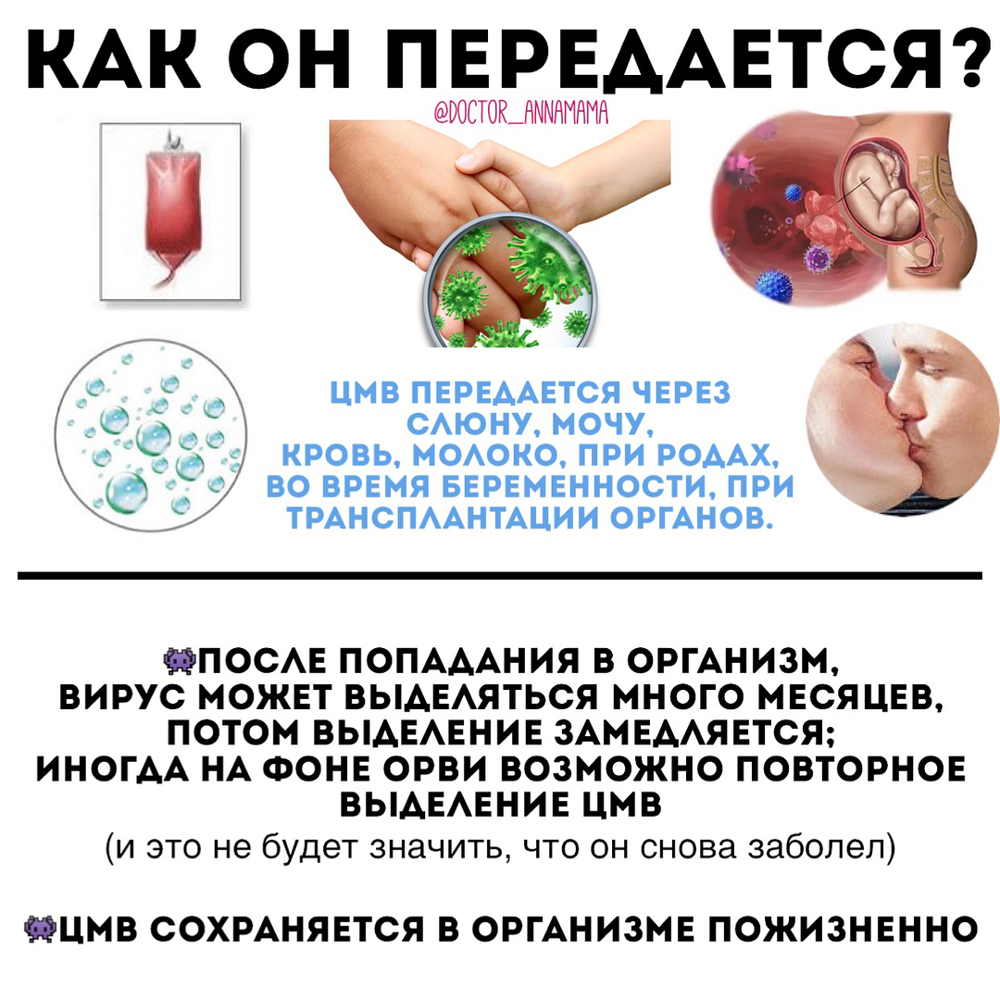 КАК ОН ПЕРЕДАЕТСЯ?
@DOCTOR_ANNAMAMA
ЦМВ ПЕРЕДАЕТСЯ ЧЕРЕЗ
СЛЮНУ, МОЧУ,
КРОВЬ, МОЛОКО, ПРИ РОДАХ,
ВО ВРЕМЯ БЕРЕМЕННОСТИ, ПРИ
ТРАНСПЛАНТАЦИИ ОРГАНОВ.
👾ПОСЛЕ ПОПАДАНИЯ В ОРГАНИЗМ,
ВИРУС МОЖЕТ ВЫДЕЛЯТЬСЯ МНОГО МЕСЯЦЕВ,
ПОТОМ ВЫДЕЛЕНИЕ ЗАМЕДЛЯЕТСЯ;
ИНОГДА НА ФОНЕ ОРВИ ВОЗМОЖНО ПОВТОРНОЕ
ВЫДЕЛЕНИЕ ЦМВ
(и это не будет значить, что он снова заболел)
👾ЦМВ СОХРАНЯЕТСЯ В ОРГАНИЗМЕ ПОЖИЗНЕННО